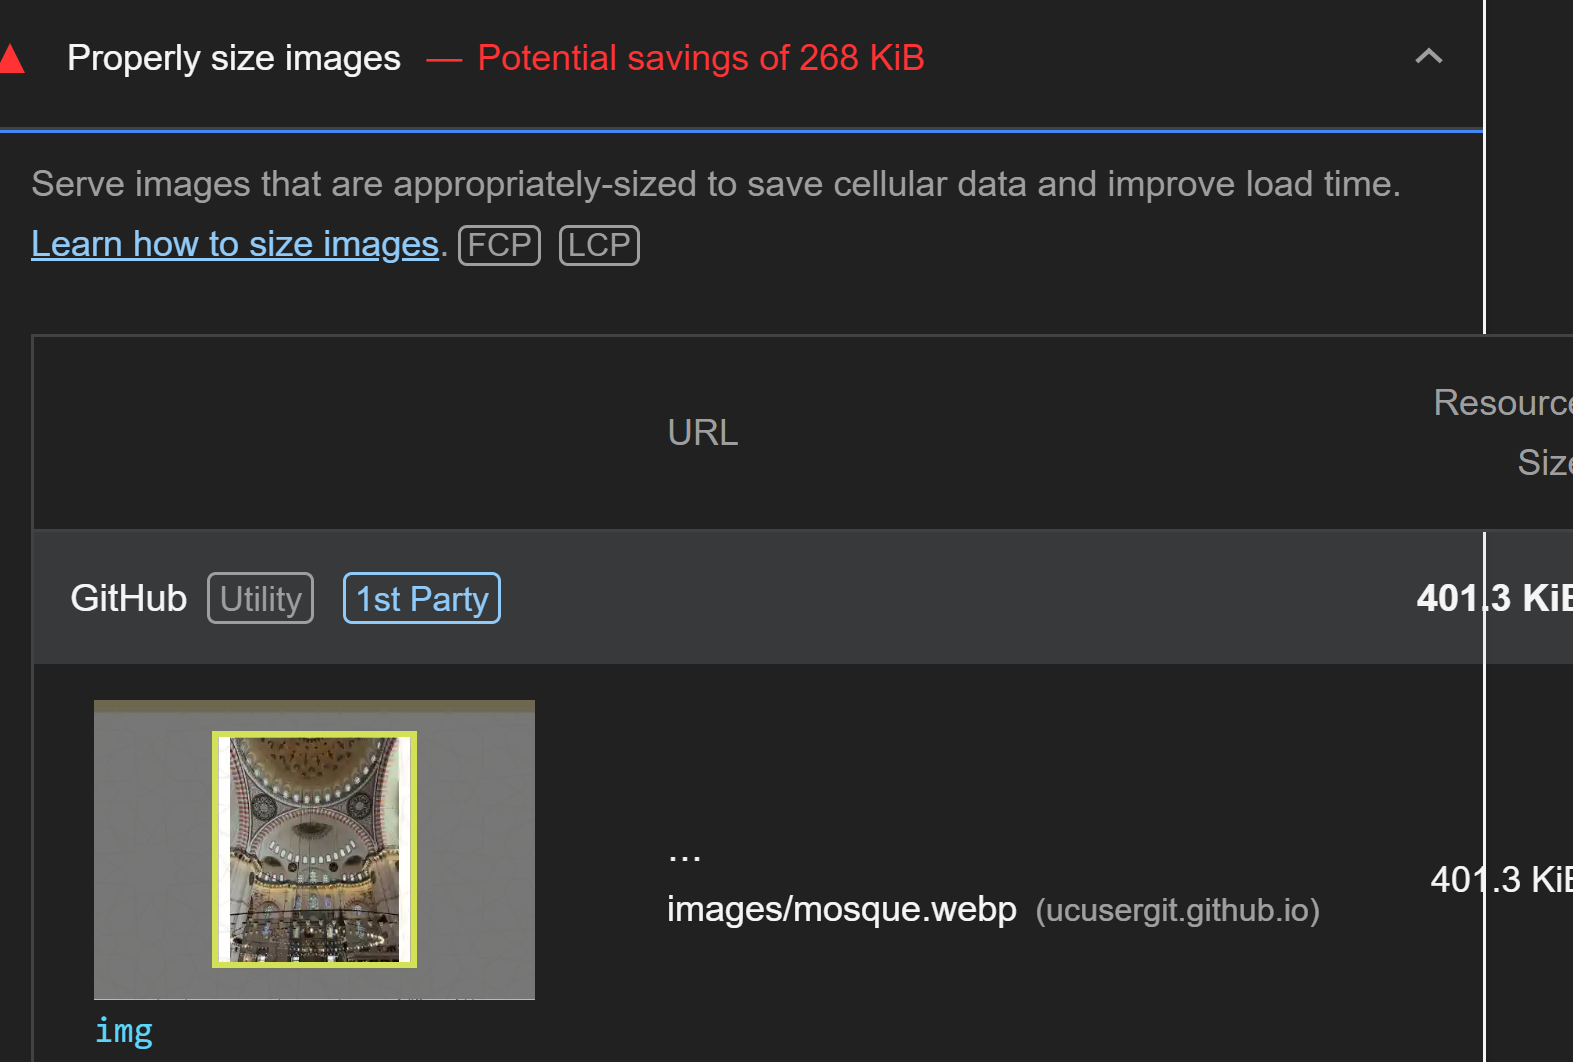 Properly size images — Potential savings of 268 KiB
Serve images that are appropriately-sized to save cellular data and improve load time.
Learn how to size images. FCP LCP
URL
Resource
Size
GitHub Utility 1st Party 401.3 KiB
...
images/mosque.webp (ucusergit.github.io) 401.3 KiB
img